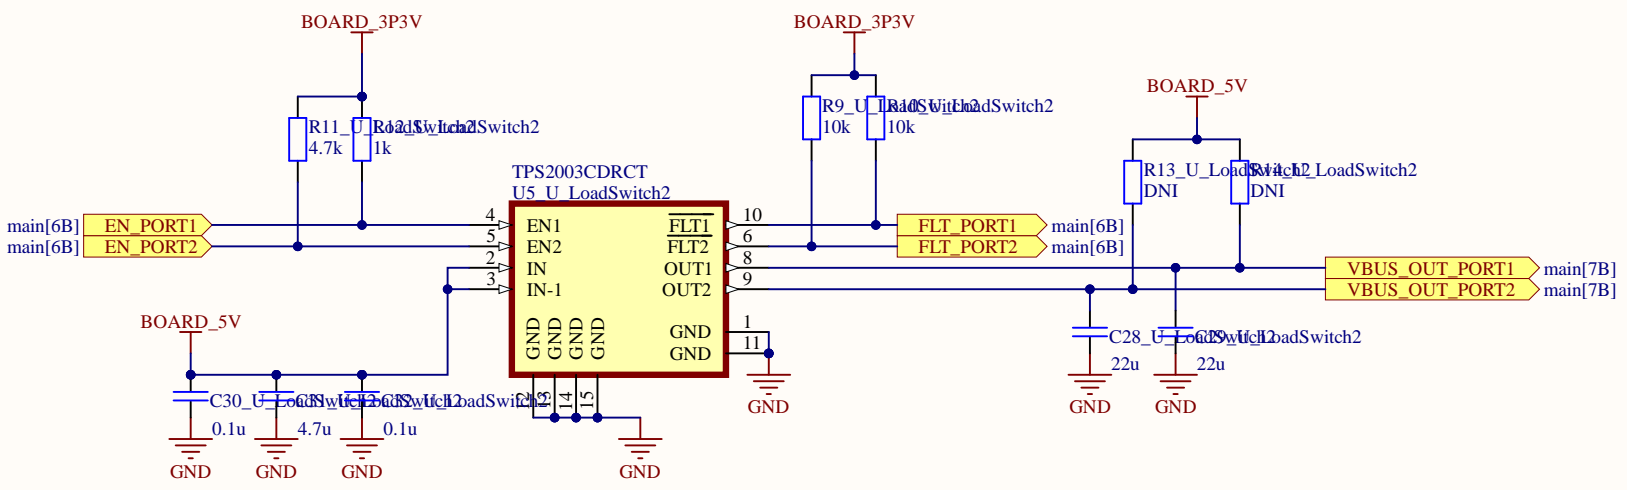 BOARD_3P3V
BOARD_3P3V
BOARD_5V
R11_U_LoadSwitch2
4.7k
R12_U_LoadSwitch2
1k
R9_U_LoadSwitch2
10k
R10_U_LoadSwitch2
10k
R13_U_LoadSwitch2
DNI
R14_U_LoadSwitch2
DNI
TPS2003CDRCT
U5_U_LoadSwitch2
main[6B] EN_PORT1
main[6B] EN_PORT2
4 EN1
5 EN2
2 IN
3 IN-1
FLT1 10
FLT2 6
OUT1 8
OUT2 9
GND 1
GND 11
GND GND GND GND
12 13 14 15
FLT_PORT1 main[6B]
FLT_PORT2 main[6B]
VBUS_OUT_PORT1 main[7B]
VBUS_OUT_PORT2 main[7B]
BOARD_5V
C30_U_LoadSwitch2
0.1u
C31_U_LoadSwitch2
4.7u
C32_U_LoadSwitch2
0.1u
C28_U_LoadSwitch2
22u
C29_U_LoadSwitch2
22u
GND
GND
GND
GND
GND
GND
GND